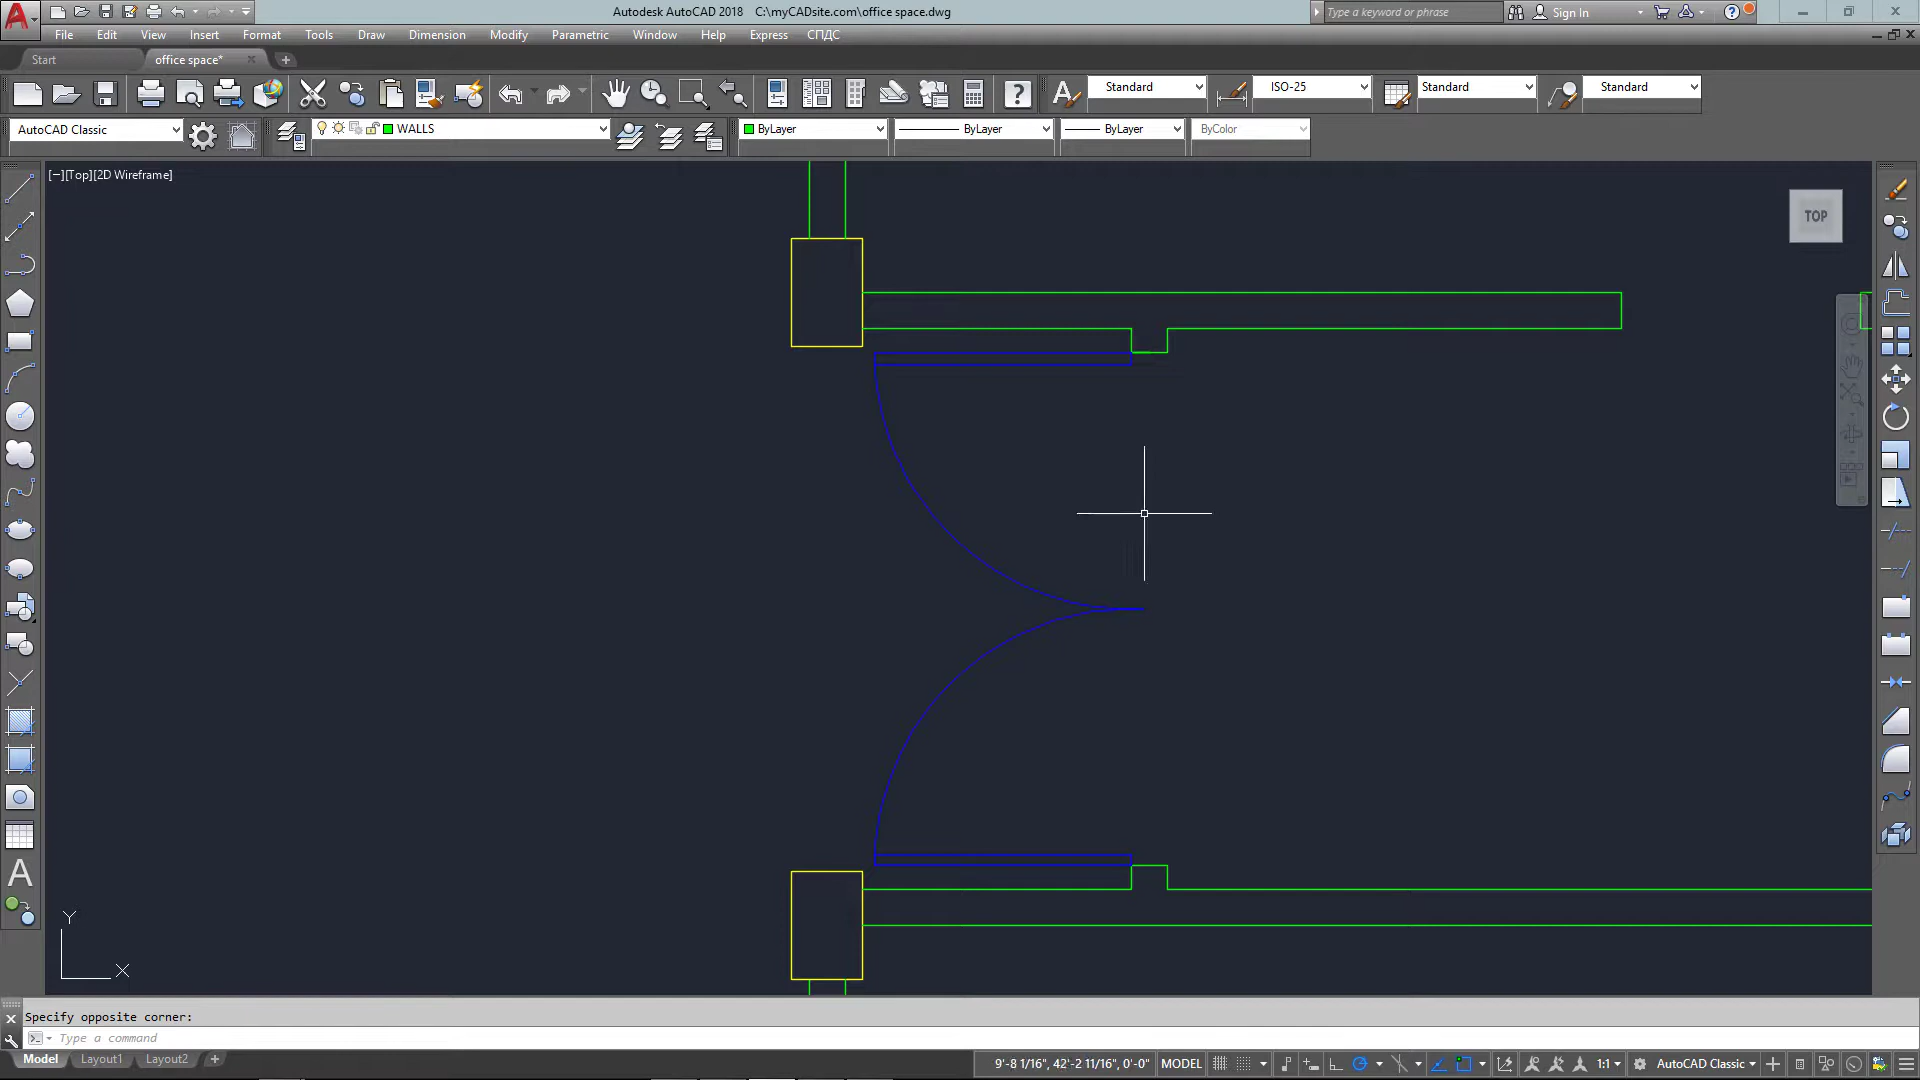 Autodesk AutoCAD 2018 C:\myCADsite.com\office space.dwg
Type a keyword or phrase
Sign In
File Edit View Insert Format Tools Draw Dimension Modify Parametric Window Help Express СПДС
Start
office space*
Standard
ISO-25
Standard
Standard
AutoCAD Classic
WALLS
ByLayer
ByLayer
ByLayer
ByColor
[−][Top][2D Wireframe]
TOP
Y
X
Specify opposite corner:
Type a command
Model Layout1 Layout2
9'-8 1/16", 42'-2 11/16", 0'-0" MODEL
1:1
AutoCAD Classic